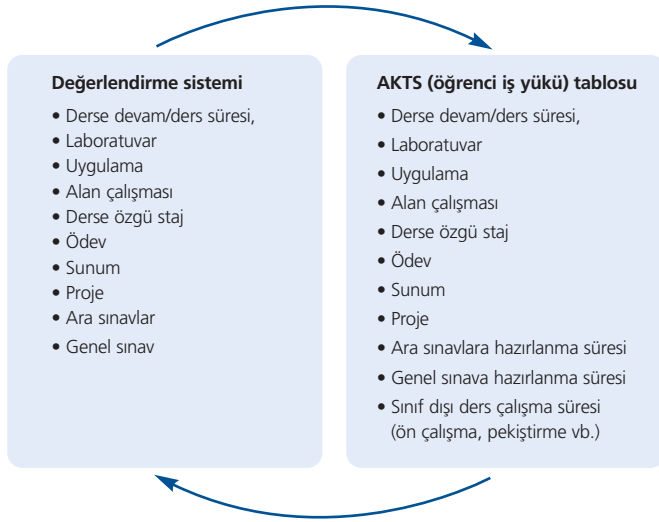 Değerlendirme sistemi
• Derse devam/ders süresi,
• Laboratuvar
• Uygulama
• Alan çalışması
• Derse özgü staj
• Ödev
• Sunum
• Proje
• Ara sınavlar
• Genel sınav
AKTS (öğrenci iş yükü) tablosu
• Derse devam/ders süresi,
• Laboratuvar
• Uygulama
• Alan çalışması
• Derse özgü staj
• Ödev
• Sunum
• Proje
• Ara sınavlara hazırlanma süresi
• Genel sınava hazırlanma süresi
• Sınıf dışı ders çalışma süresi
(ön çalışma, pekiştirme vb.)